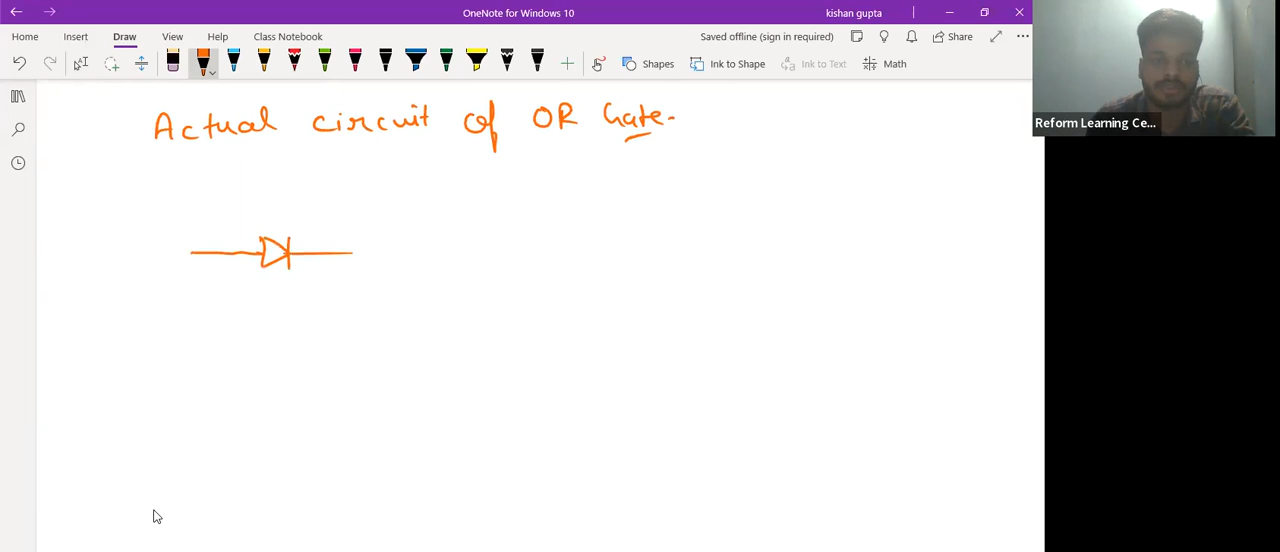 OneNote for Windows 10
kishan gupta
Home Insert Draw View Help Class Notebook
Saved offline (sign in required) Share
Shapes Ink to Shape Ink to Text Math
Reform Learning Ce...
Actual circuit of OR Gate.